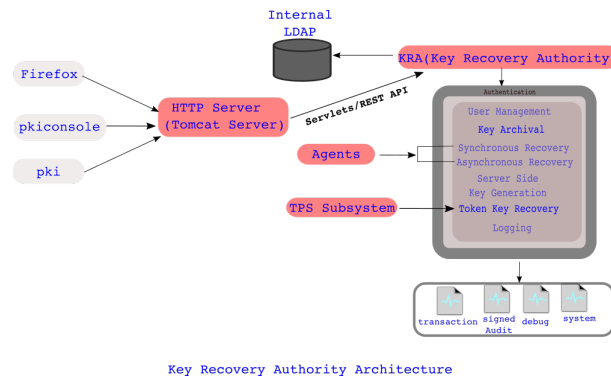 Internal
LDAP
KRA(Key Recovery Authority
Firefox
Authentication
HTTP Server
(Tomcat Server)
Servlets/REST API
User Management
pkiconsole
Key Archival
Agents
Synchronous Recovery
Asynchronous Recovery
pki
Server Side
Key Generation
TPS Subsystem
Token Key Recovery
Logging
transaction
signed
Audit
debug
system
Key Recovery Authority Architecture